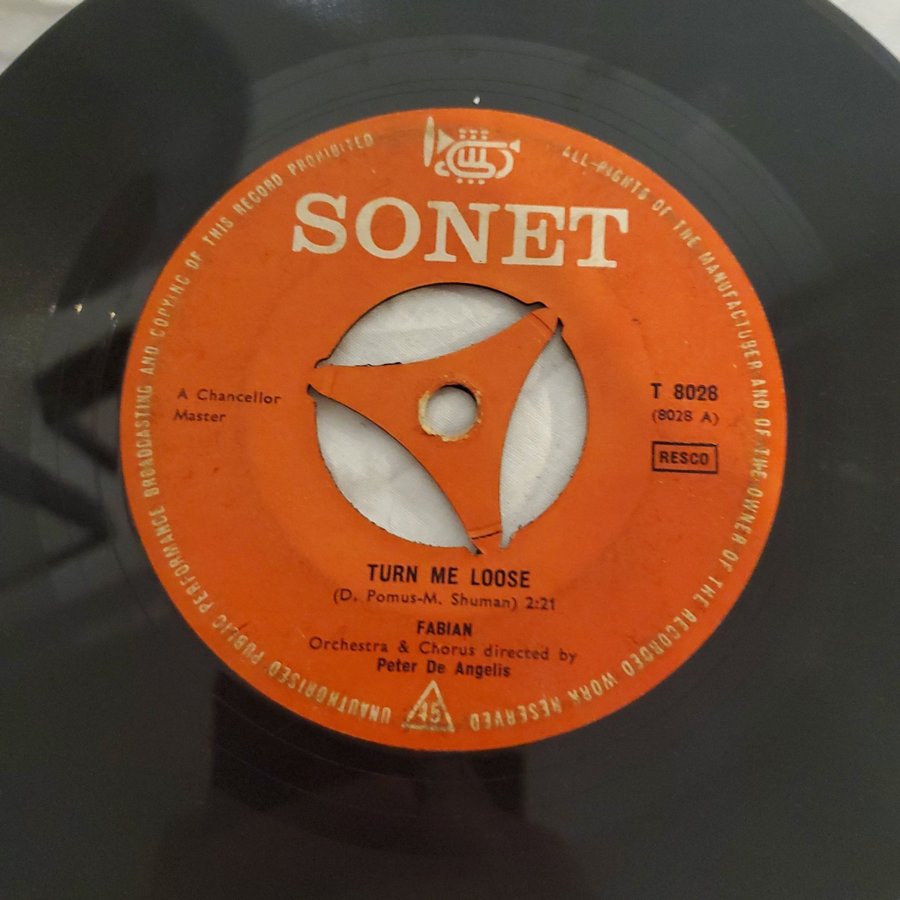 SONET
ALL-RIGHTS OF THE MANUFACTURER AND OF THE OWNER OF THE RECORDED WORK RESERVED
UNAUTHORISED PUBLIC PERFORMANCE BROADCASTING AND COPYING OF THIS RECORD PROHIBITED
A Chancellor
Master
T 8028
(8028 A)
RESCO
TURN ME LOOSE
(D. Pomus-M. Shuman) 2:21
FABIAN
Orchestra & Chorus directed by
Peter De Angelis
45